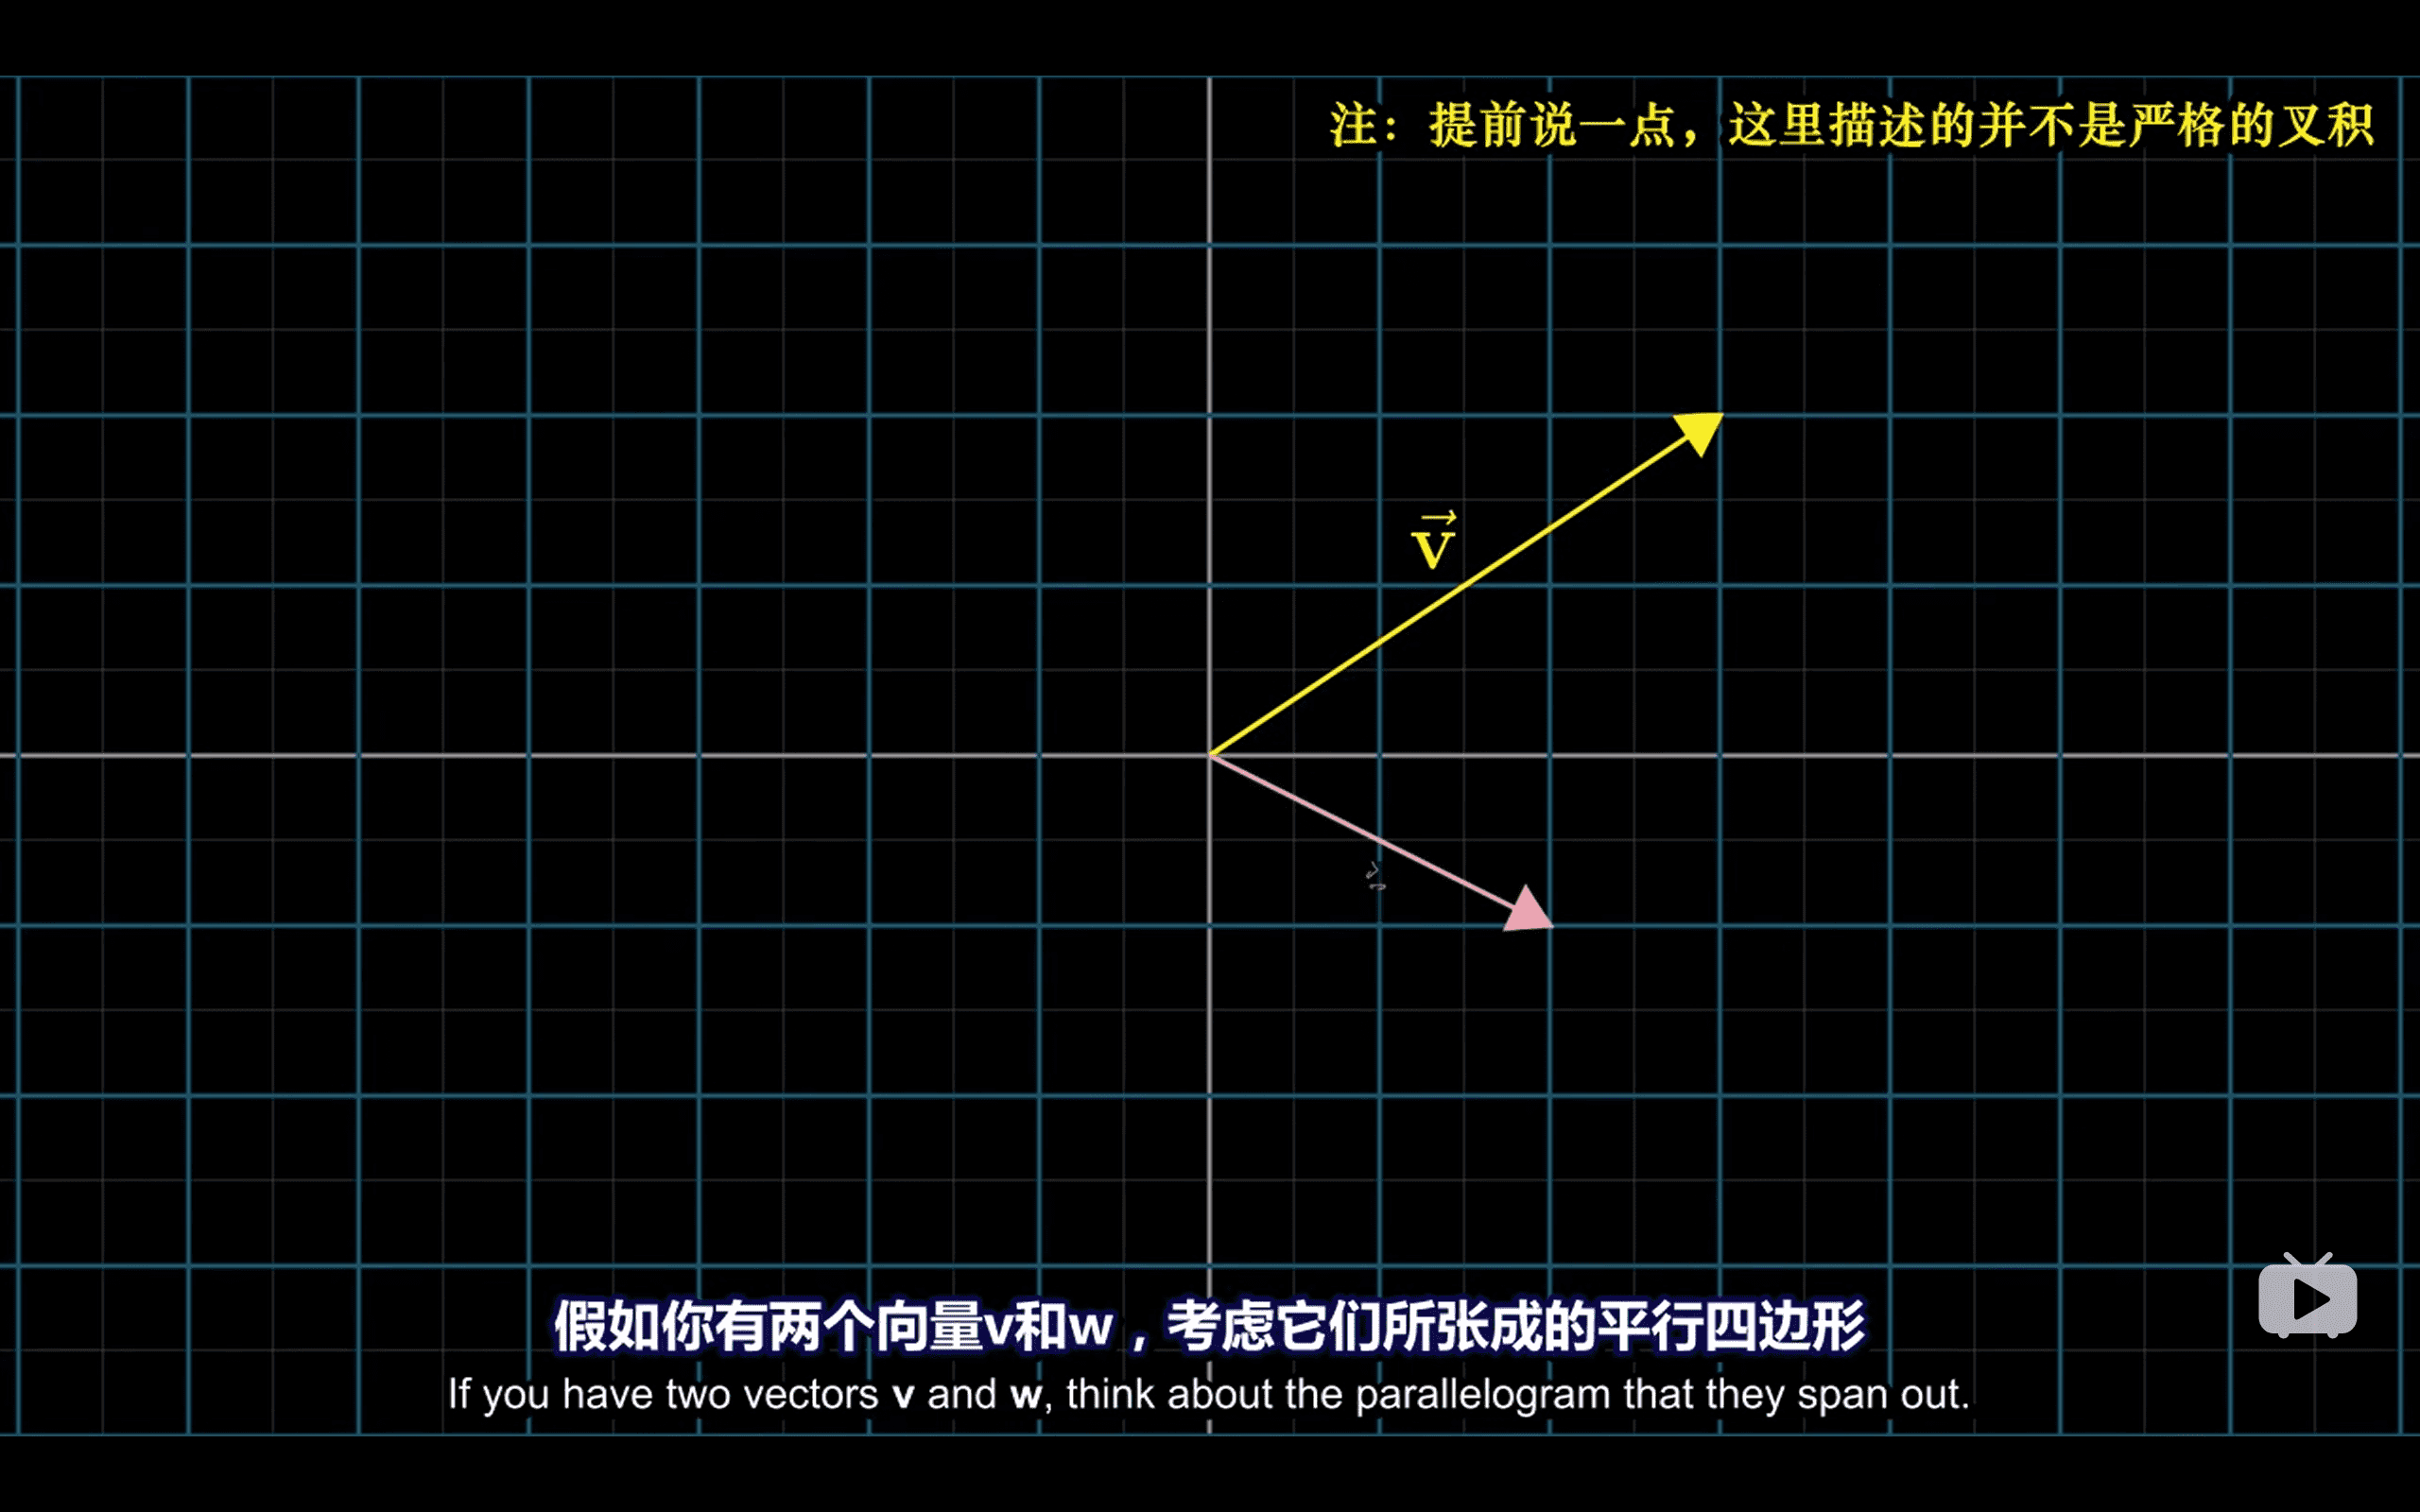 注：提前说一点，这里描述的并不是严格的叉积
v
假如你有两个向量v和w，考虑它们所张成的平行四边形
If you have two vectors v and w, think about the parallelogram that they span out.